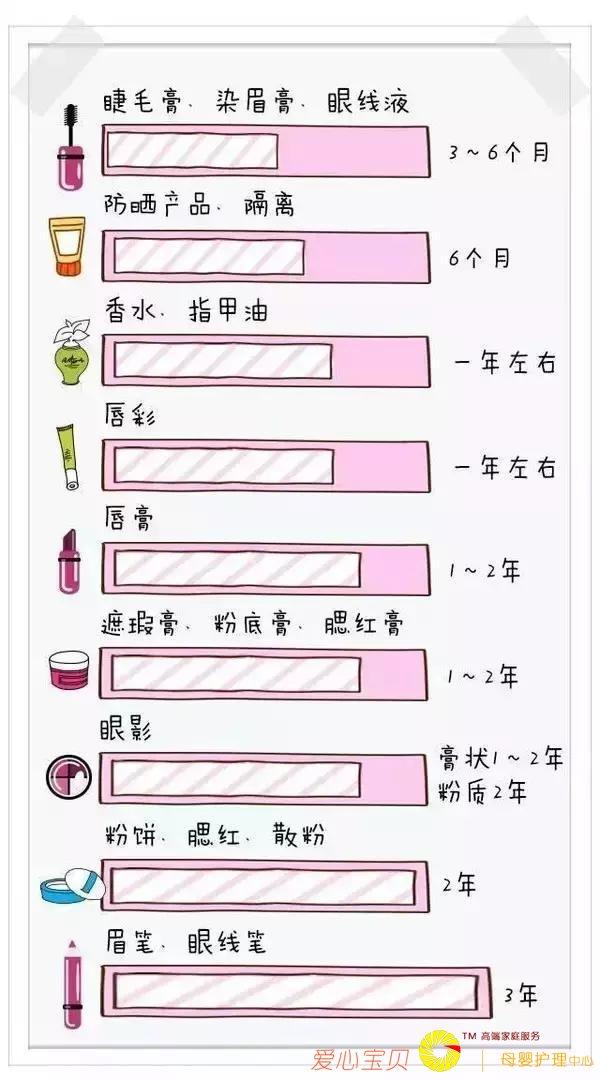 睫毛膏、染眉膏、眼线液
3~6个月
防晒产品、隔离
6个月
香水、指甲油
一年左右
唇彩
一年左右
唇膏
1~2年
遮瑕膏、粉底膏、腮红膏
1~2年
眼影
膏状1~2年
粉质2年
粉饼、腮红、散粉
2年
眉笔、眼线笔
3年
爱心宝贝
TM 高端家庭服务
母婴护理中心